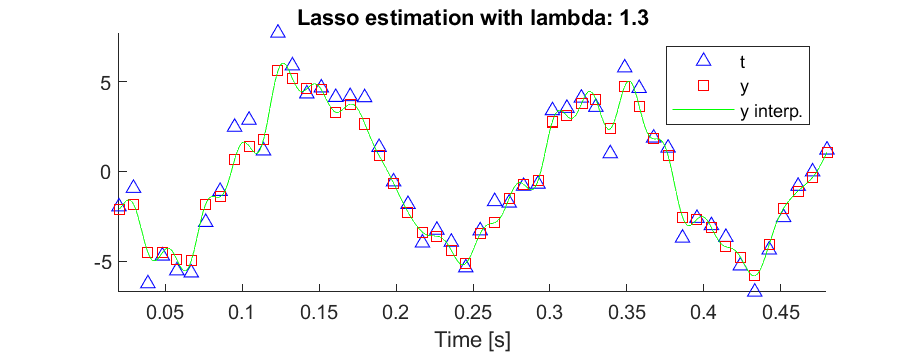 Lasso estimation with lambda: 1.3
t
y
y interp.
5
0
-5
0.05 0.1 0.15 0.2 0.25 0.3 0.35 0.4 0.45
Time [s]